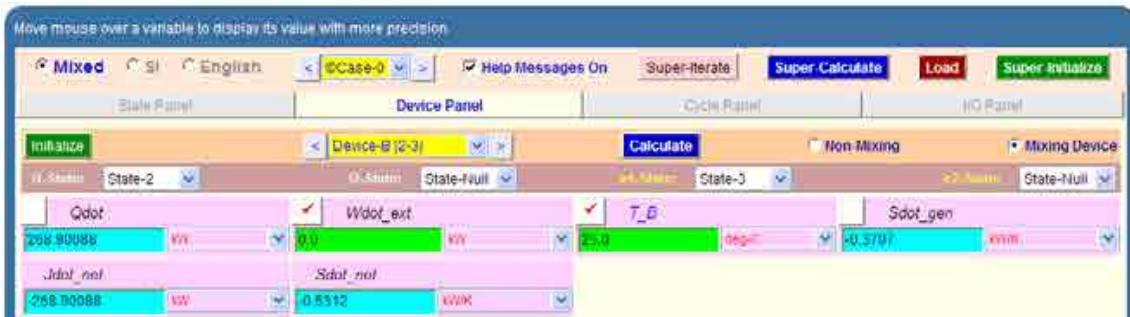 Move mouse over a variable to display its value with more precision.
Mixed SI English < ©Case-0 > Help Messages On Super-Iterate Super-Calculate Load Super-Initialize
State Panel Device Panel Cycle Panel I/O Panel
Initialize < Device-B [2-3] > Calculate Non-Mixing Mixing Device
State-2 State-Null State-3 State-Null
Qdot Wdot_ext T_B Sdot_gen
268.90088 kW 0.0 kW 25.0 deg-C -0.3707 kW/K
Jdot_net Sdot_net
-268.90088 kW -0.5312 kW/K